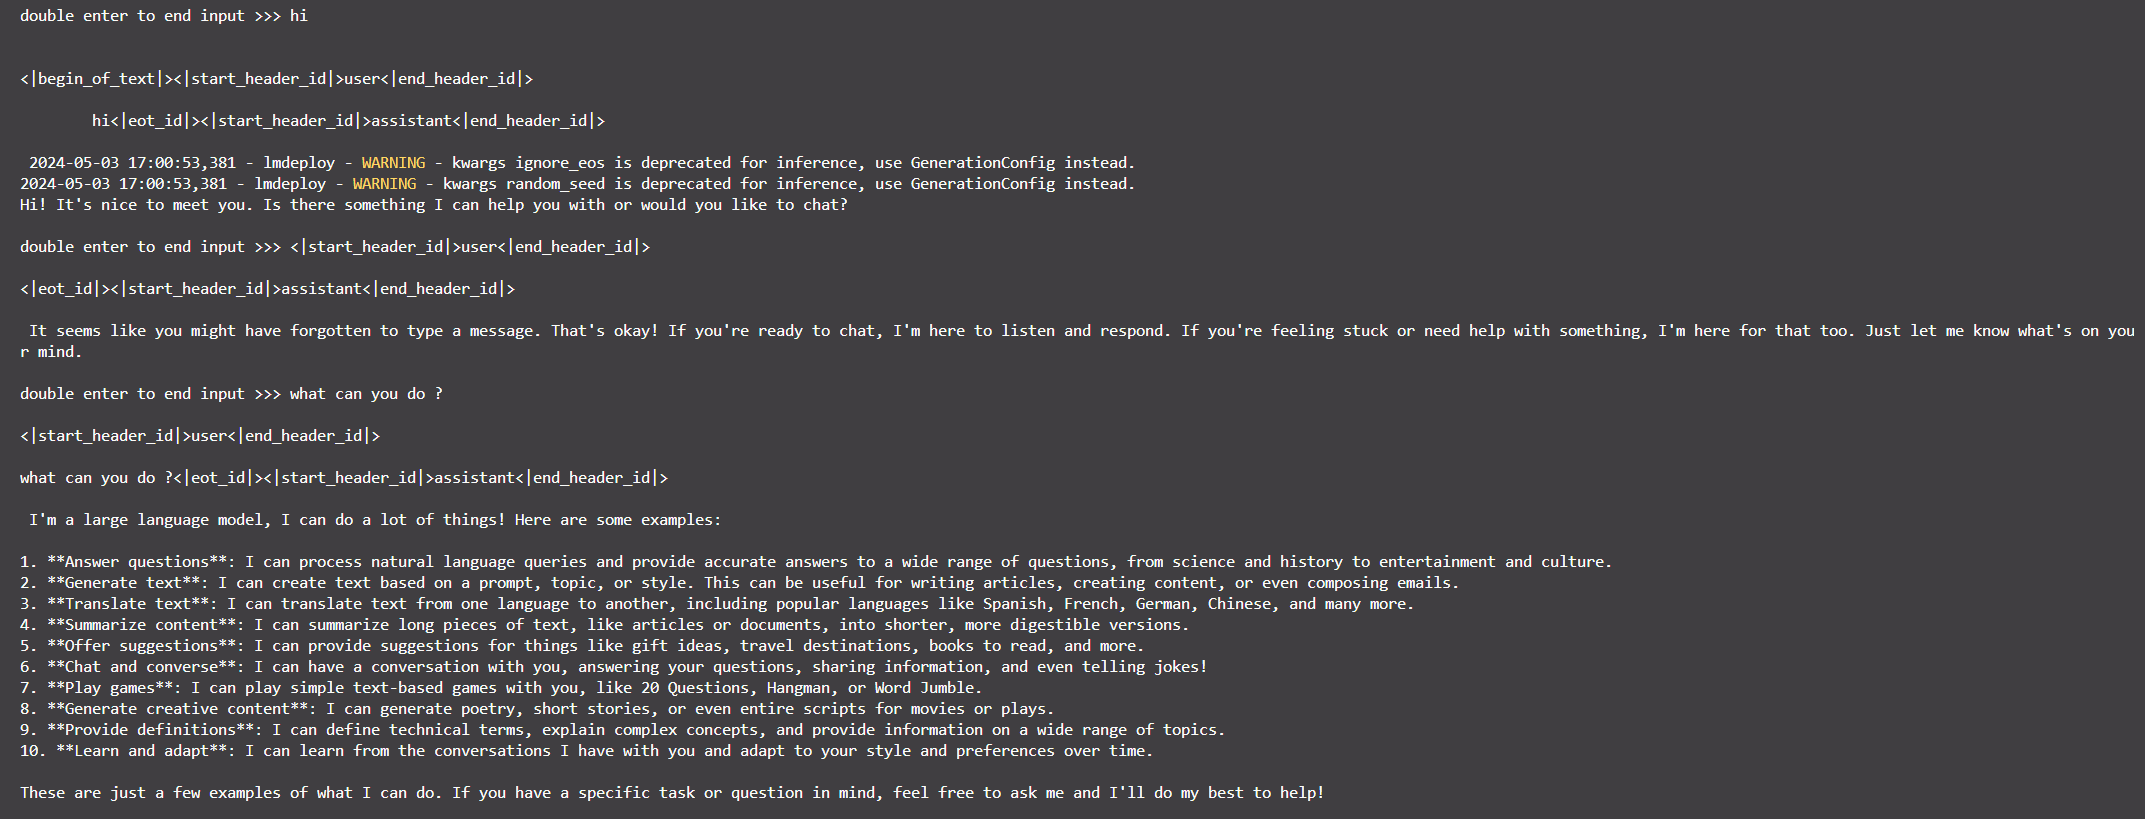 double enter to end input >>> hi
<|begin_of_text|><|start_header_id|>user<|end_header_id|>
hi<|eot_id|><|start_header_id|>assistant<|end_header_id|>
2024-05-03 17:00:53,381 - lmdeploy - WARNING - kwargs ignore_eos is deprecated for inference, use GenerationConfig instead.
2024-05-03 17:00:53,381 - lmdeploy - WARNING - kwargs random_seed is deprecated for inference, use GenerationConfig instead.
Hi! It's nice to meet you. Is there something I can help you with or would you like to chat?
double enter to end input >>> <|start_header_id|>user<|end_header_id|>
<|eot_id|><|start_header_id|>assistant<|end_header_id|>
It seems like you might have forgotten to type a message. That's okay! If you're ready to chat, I'm here to listen and respond. If you're feeling stuck or need help with something, I'm here for that too. Just let me know what's on you
r mind.
double enter to end input >>> what can you do ?
<|start_header_id|>user<|end_header_id|>
what can you do ?<|eot_id|><|start_header_id|>assistant<|end_header_id|>
I'm a large language model, I can do a lot of things! Here are some examples:
1. **Answer questions**: I can process natural language queries and provide accurate answers to a wide range of questions, from science and history to entertainment and culture.
2. **Generate text**: I can create text based on a prompt, topic, or style. This can be useful for writing articles, creating content, or even composing emails.
3. **Translate text**: I can translate text from one language to another, including popular languages like Spanish, French, German, Chinese, and many more.
4. **Summarize content**: I can summarize long pieces of text, like articles or documents, into shorter, more digestible versions.
5. **Offer suggestions**: I can provide suggestions for things like gift ideas, travel destinations, books to read, and more.
6. **Chat and converse**: I can have a conversation with you, answering your questions, sharing information, and even telling jokes!
7. **Play games**: I can play simple text-based games with you, like 20 Questions, Hangman, or Word Jumble.
8. **Generate creative content**: I can generate poetry, short stories, or even entire scripts for movies or plays.
9. **Provide definitions**: I can define technical terms, explain complex concepts, and provide information on a wide range of topics.
10. **Learn and adapt**: I can learn from the conversations I have with you and adapt to your style and preferences over time.
These are just a few examples of what I can do. If you have a specific task or question in mind, feel free to ask me and I'll do my best to help!